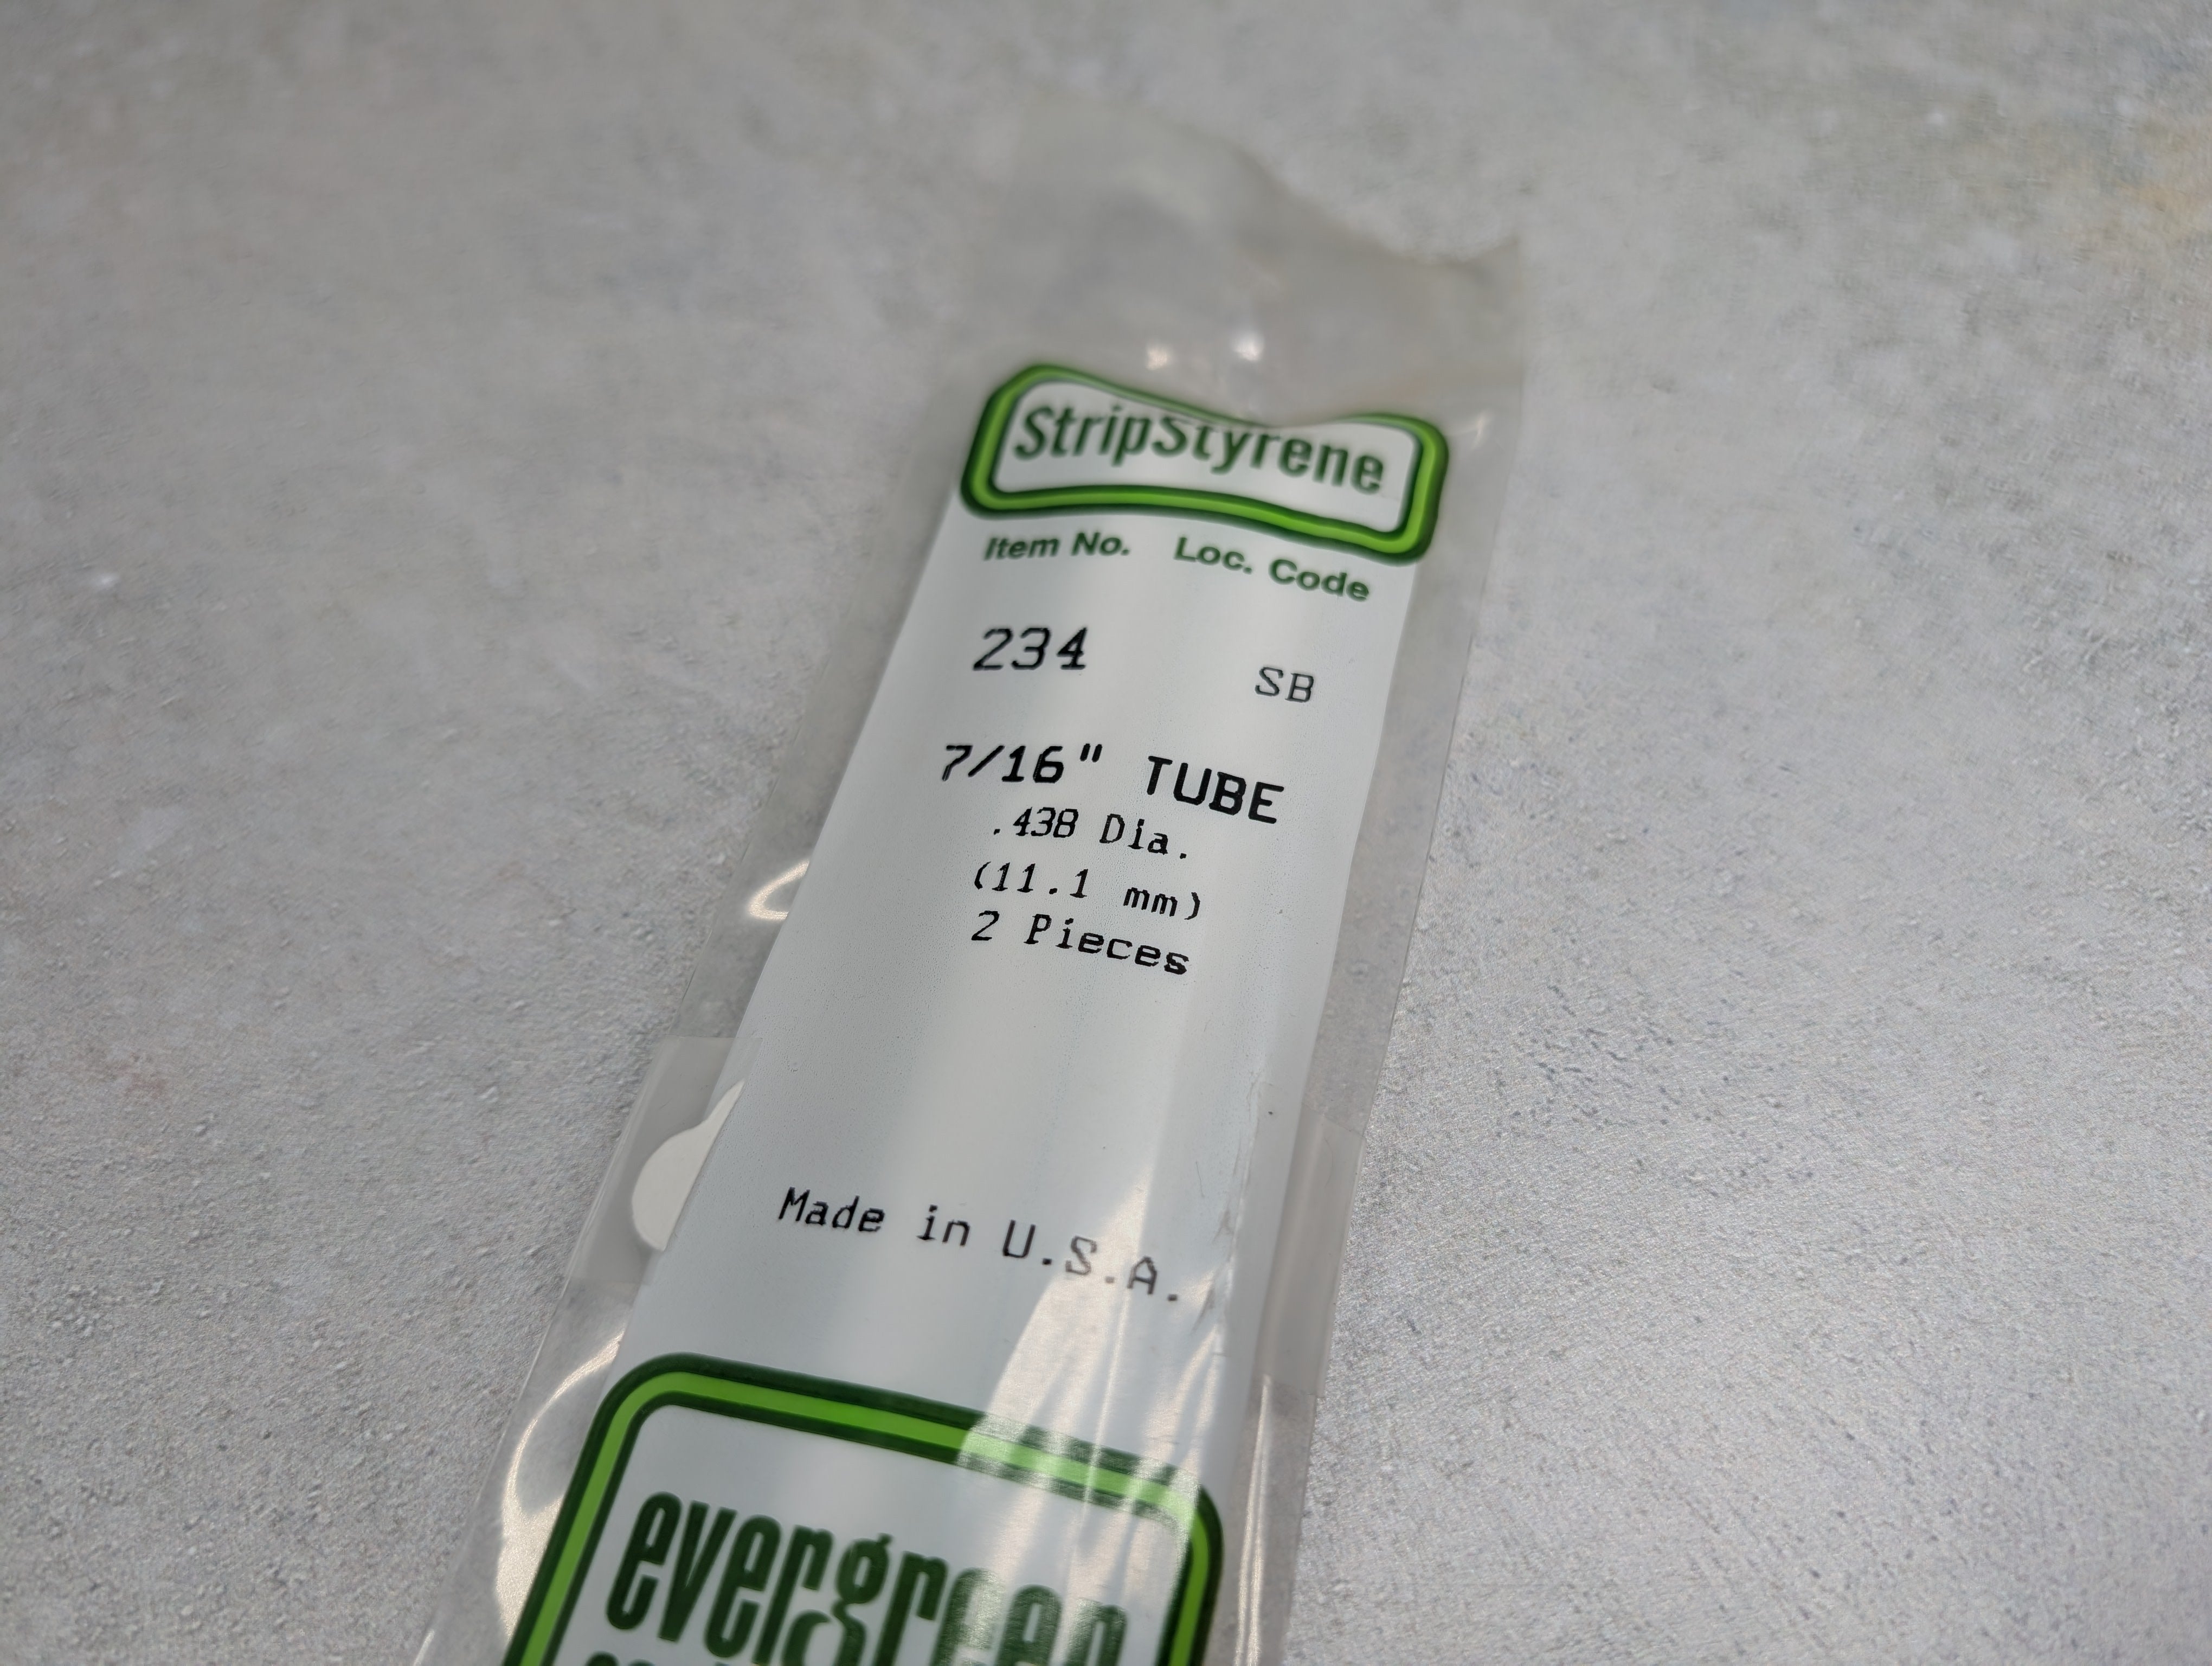 StripStyrene
Item No. Loc. Code
234 SB
7/16" TUBE
.438 Dia.
(11.1 mm)
2 Pieces
Made in U.S.A.
evergreen